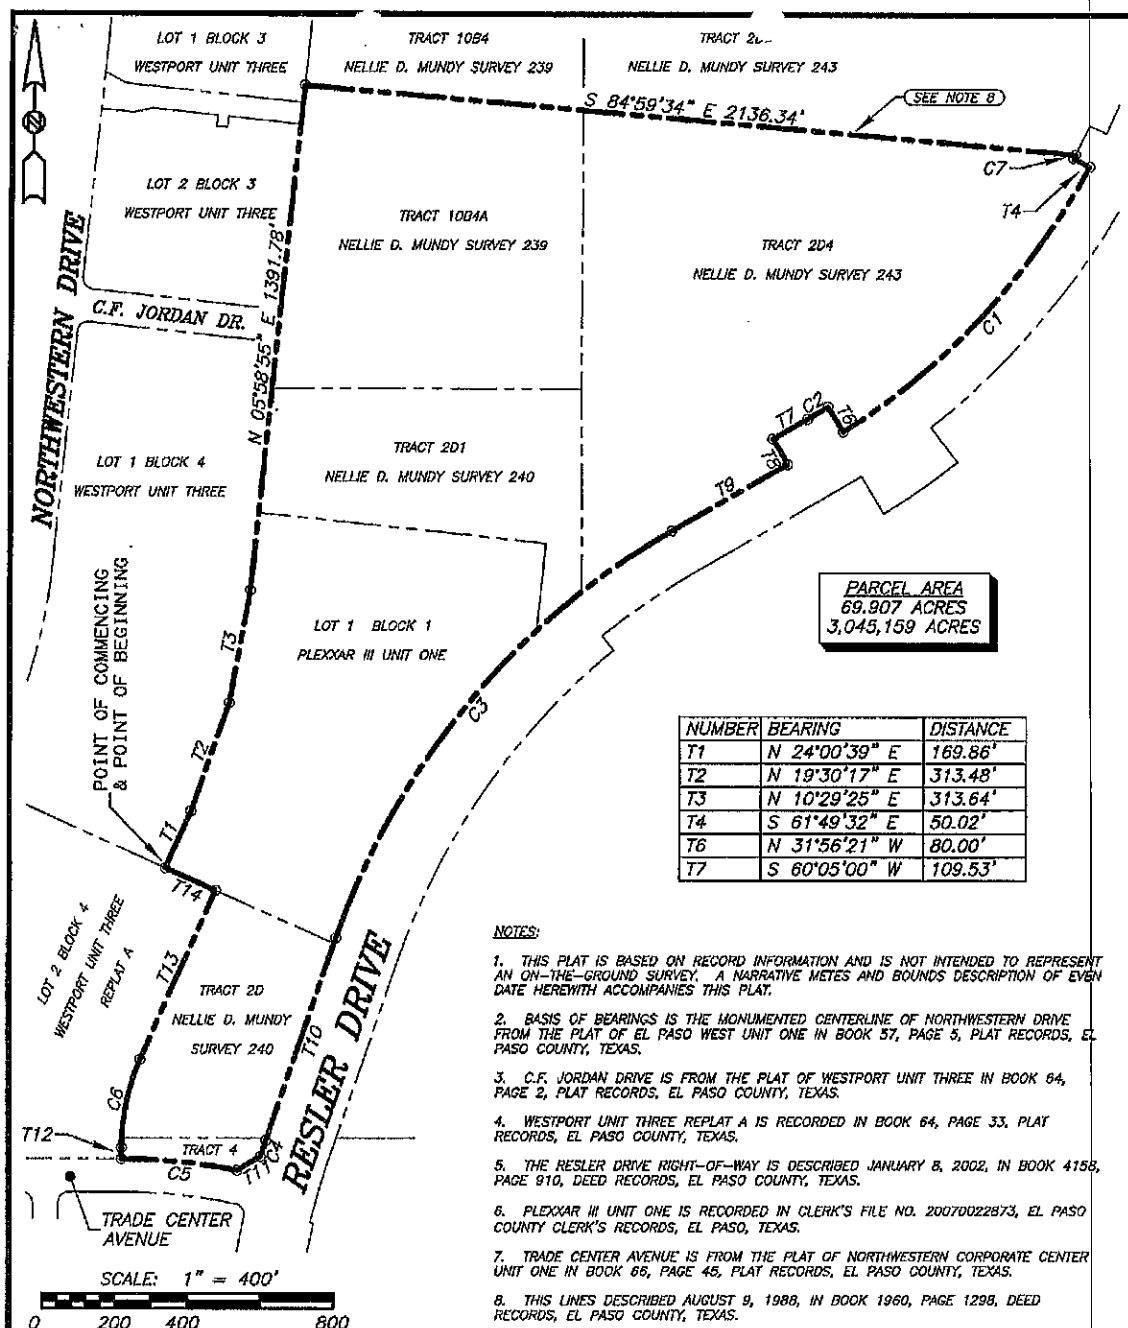 LOT 1 BLOCK 3
WESTPORT UNIT THREE
TRACT 10B4
NELLIE D. MUNDY SURVEY 239
NELLIE D. MUNDY SURVEY 243
S 84°59'34" E 2136.34'
SEE NOTE 8
C7
T4
LOT 2 BLOCK 3
WESTPORT UNIT THREE
TRACT 10B4A
NELLIE D. MUNDY SURVEY 239
TRACT 2D4
NELLIE D. MUNDY SURVEY 243
NORTHWESTERN DRIVE
C.F. JORDAN DR.
N 05°58'55" E 1391.78'
C1
T7
C2
T6
T8
T9
LOT 1 BLOCK 4
WESTPORT UNIT THREE
TRACT 2D1
NELLIE D. MUNDY SURVEY 240
POINT OF COMMENCING
& POINT OF BEGINNING
LOT 1 BLOCK 1
PLEXXAR III UNIT ONE
T3
T2
T1
C3
PARCEL AREA
69.907 ACRES
3,045,159 ACRES
NUMBER BEARING DISTANCE
T1 N 24°00'39" E 169.86'
T2 N 19°30'17" E 313.48'
T3 N 10°29'25" E 313.64'
T4 S 61°49'32" E 50.02'
T6 N 31°56'21" W 80.00'
T7 S 60°05'00" W 109.53'
T14
T13
LOT 2 BLOCK 4
WESTPORT UNIT THREE
REPLAT A
TRACT 2D
NELLIE D. MUNDY
SURVEY 240
T10
RESLER DRIVE
C6
T12
TRACT 4
C5
T11
C4
TRADE CENTER
AVENUE
SCALE: 1" = 400'
0 200 400 800
NOTES:
1. THIS PLAT IS BASED ON RECORD INFORMATION AND IS NOT INTENDED TO REPRESENT
AN ON-THE-GROUND SURVEY. A NARRATIVE METES AND BOUNDS DESCRIPTION OF EVEN
DATE HEREWITH ACCOMPANIES THIS PLAT.
2. BASIS OF BEARINGS IS THE MONUMENTED CENTERLINE OF NORTHWESTERN DRIVE
FROM THE PLAT OF EL PASO WEST UNIT ONE IN BOOK 57, PAGE 5, PLAT RECORDS, EL
PASO COUNTY, TEXAS.
3. C.F. JORDAN DRIVE IS FROM THE PLAT OF WESTPORT UNIT THREE IN BOOK 64,
PAGE 2, PLAT RECORDS, EL PASO COUNTY, TEXAS.
4. WESTPORT UNIT THREE REPLAT A IS RECORDED IN BOOK 64, PAGE 33, PLAT
RECORDS, EL PASO COUNTY, TEXAS.
5. THE RESLER DRIVE RIGHT-OF-WAY IS DESCRIBED JANUARY 8, 2002, IN BOOK 4158,
PAGE 910, DEED RECORDS, EL PASO COUNTY, TEXAS.
6. PLEXXAR III UNIT ONE IS RECORDED IN CLERK'S FILE NO. 20070022873, EL PASO
COUNTY CLERK'S RECORDS, EL PASO, TEXAS.
7. TRADE CENTER AVENUE IS FROM THE PLAT OF NORTHWESTERN CORPORATE CENTER
UNIT ONE IN BOOK 66, PAGE 45, PLAT RECORDS, EL PASO COUNTY, TEXAS.
8. THIS LINES DESCRIBED AUGUST 9, 1988, IN BOOK 1960, PAGE 1298, DEED
RECORDS, EL PASO COUNTY, TEXAS.